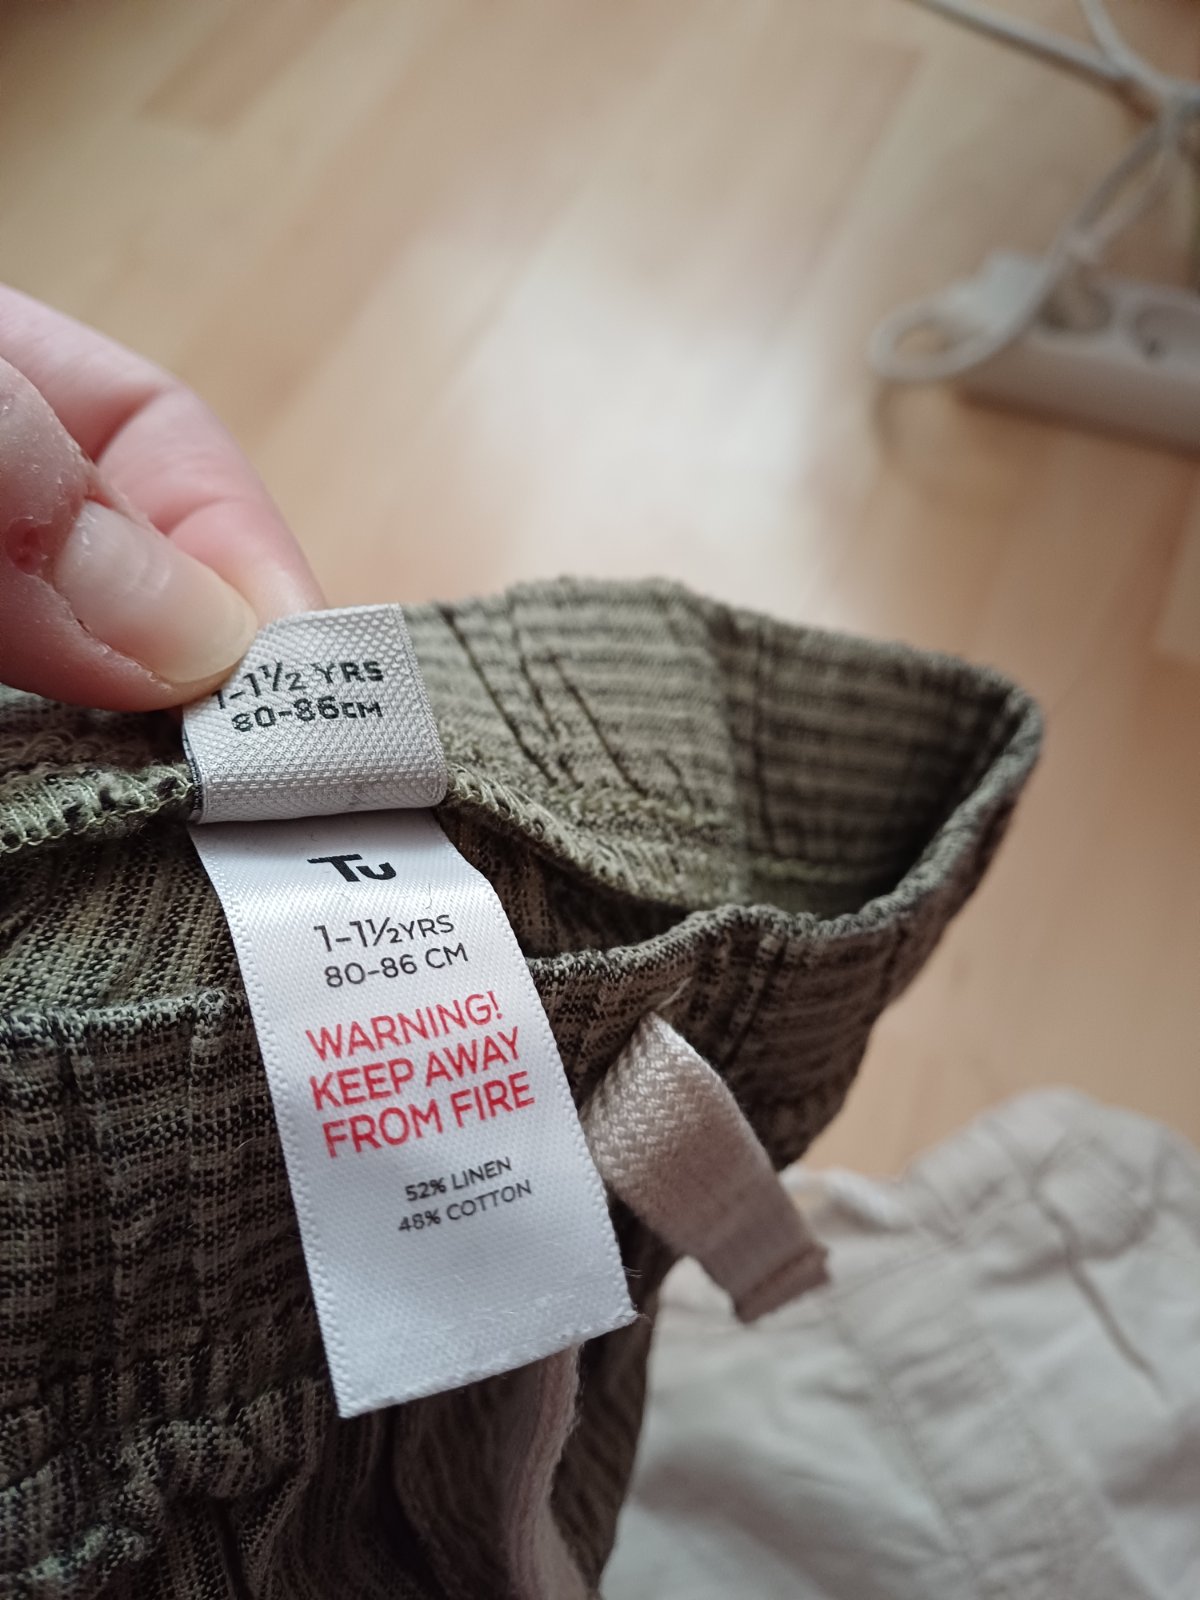 1-1½ YRS
80-86CM
Tu
1-1½YRS
80-86 CM
WARNING!
KEEP AWAY
FROM FIRE
52% LINEN
48% COTTON